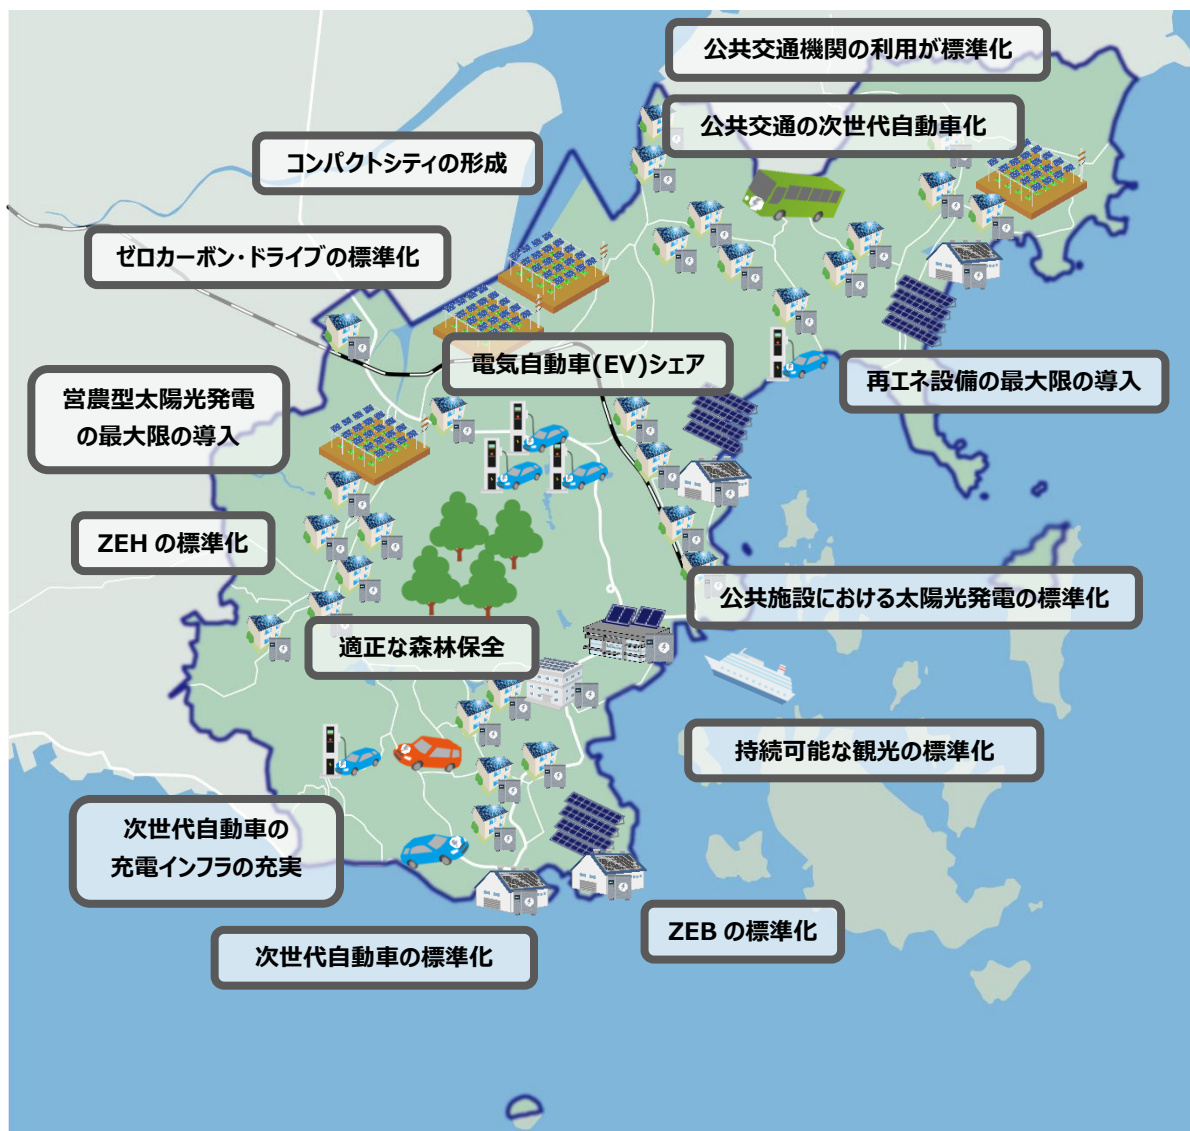 公共交通機関の利用が標準化
公共交通の次世代自動車化
コンパクトシティの形成
ゼロカーボン・ドライブの標準化
電気自動車(EV)シェア
再エネ設備の最大限の導入
営農型太陽光発電
の最大限の導入
ZEH の標準化
公共施設における太陽光発電の標準化
適正な森林保全
持続可能な観光の標準化
次世代自動車の
充電インフラの充実
ZEB の標準化
次世代自動車の標準化